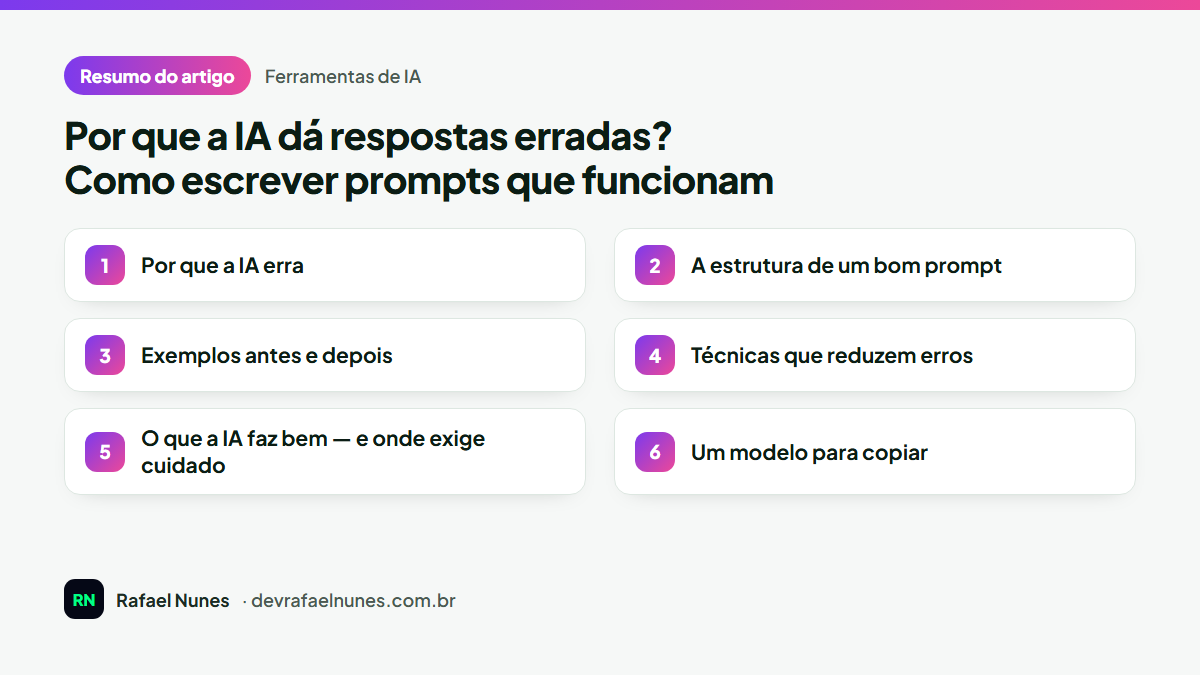 Resumo do artigo
Ferramentas de IA
Por que a IA dá respostas erradas?
Como escrever prompts que funcionam
1
Por que a IA erra
2
A estrutura de um bom prompt
3
Exemplos antes e depois
4
Técnicas que reduzem erros
5
O que a IA faz bem — e onde exige
cuidado
6
Um modelo para copiar
RN
Rafael Nunes · devrafaelnunes.com.br